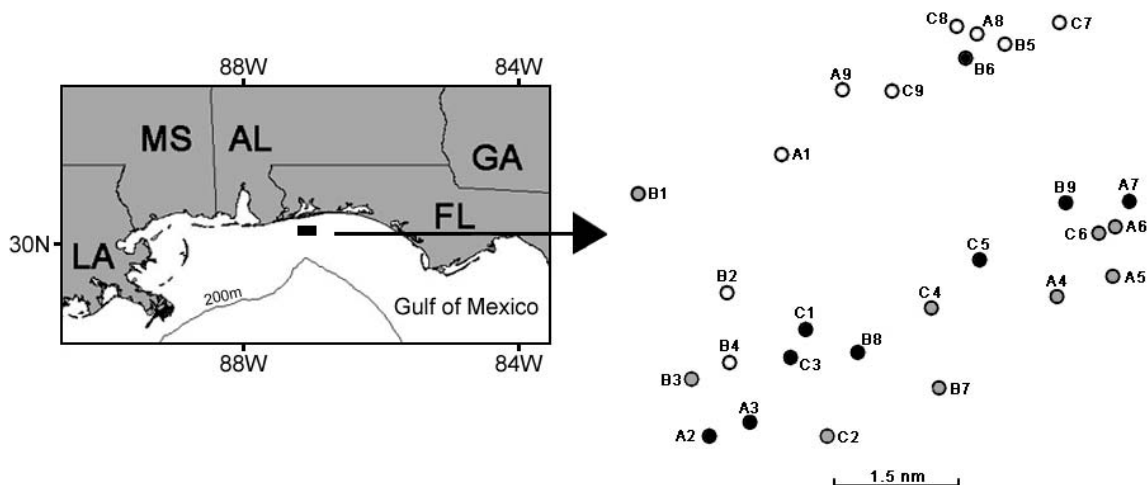 88W
84W
MS
AL
GA
FL
30N
LA
200m
Gulf of Mexico
88W
84W
C8
A8
C7
B5
B6
A9
C9
A1
B1
B9
A7
A6
C6
C5
A5
A4
B2
C4
C1
B8
B4
C3
B3
B7
A3
A2
C2
1.5 nm